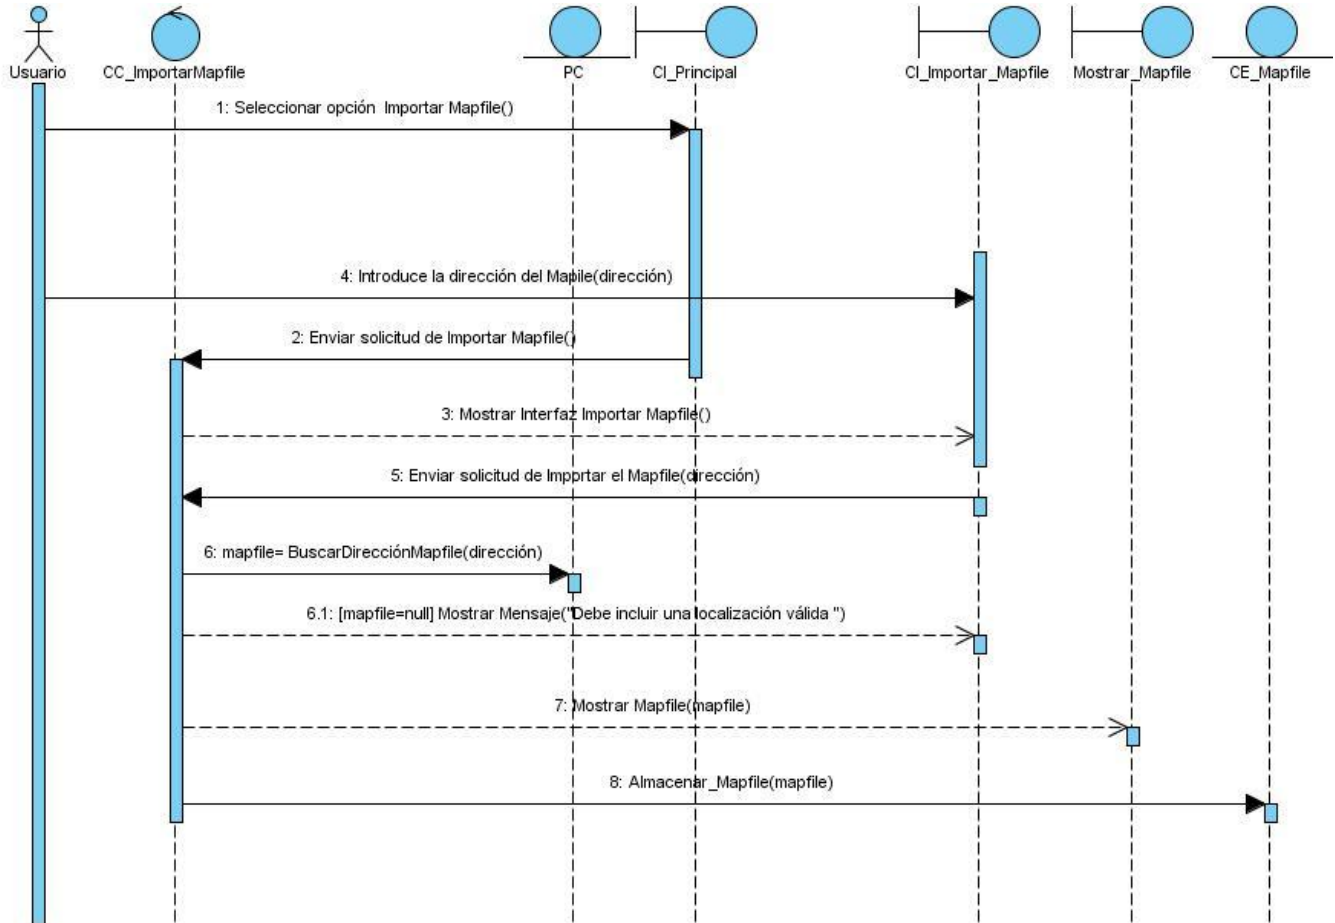 Usuario
CC_ImportarMapfile
PC
CI_Principal
CI_Importar_Mapfile
Mostrar_Mapfile
CE_Mapfile
1: Seleccionar opción Importar Mapfile()
4: Introduce la dirección del Mapile(dirección)
2: Enviar solicitud de Importar Mapfile()
3: Mostrar Interfaz Importar Mapfile()
5: Enviar solicitud de Importar el Mapfile(dirección)
6: mapfile= BuscarDirecciónMapfile(dirección)
6.1: [mapfile=null] Mostrar Mensaje("Debe incluir una localización válida ")
7: Mostrar Mapfile(mapfile)
8: Almacenar_Mapfile(mapfile)